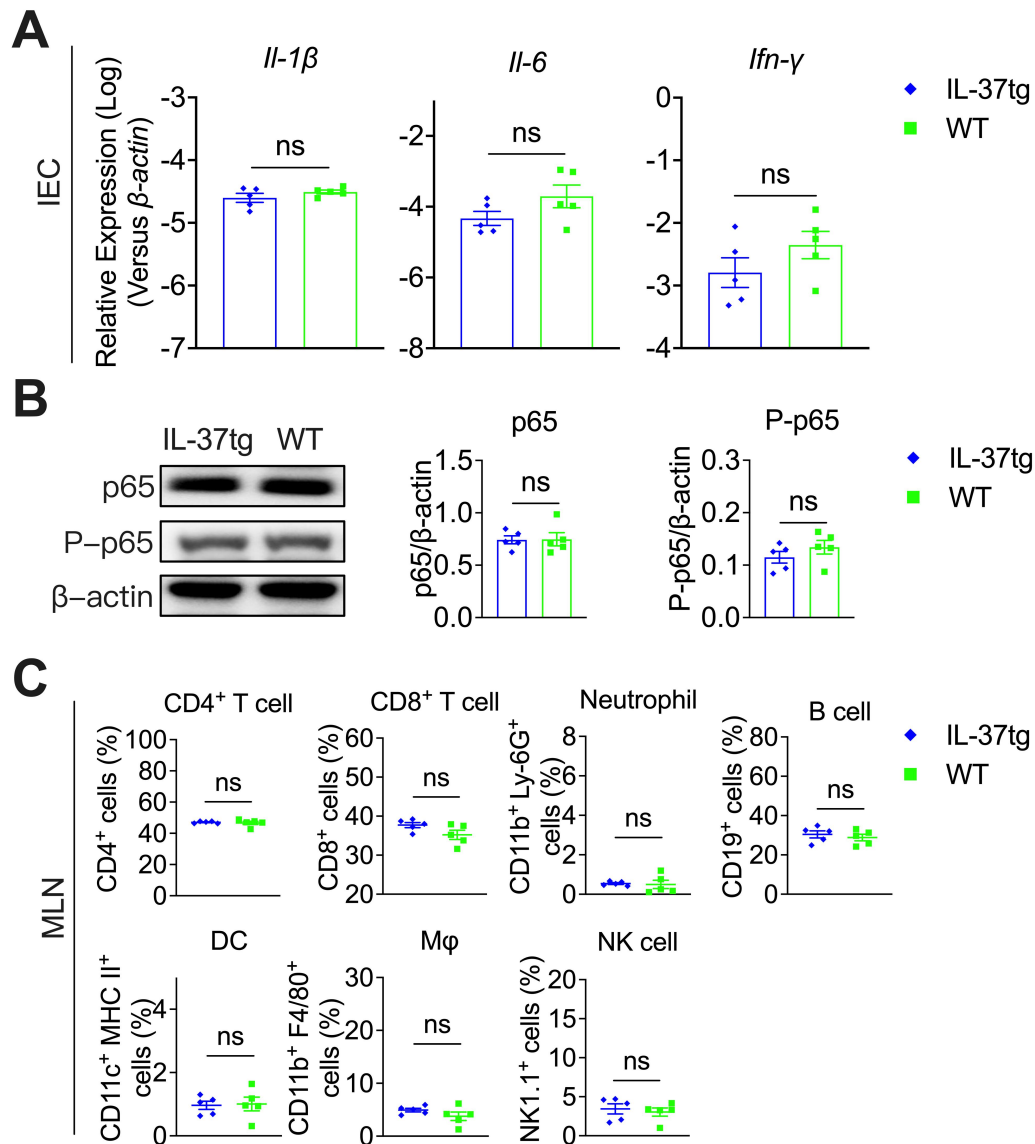 A
IEC
Relative Expression (Log)
(Versus β-actin)
Il-1β
ns
-3
-4
-5
-6
-7
Il-6
ns
-2
-4
-6
-8
Ifn-γ
ns
0
-1
-2
-3
-4
IL-37tg
WT
B
IL-37tg WT
p65
P–p65
β–actin
p65
p65/β-actin
ns
1.5
1.0
0.5
0.0
P-p65
P-p65/β-actin
ns
0.3
0.2
0.1
0.0
IL-37tg
WT
C
MLN
CD4⁺ T cell
CD4⁺ cells (%)
ns
100
80
60
40
20
0
CD8⁺ T cell
CD8⁺ cells (%)
ns
60
50
40
30
20
Neutrophil
CD11b⁺ Ly-6G⁺
cells (%)
ns
8
6
4
2
0
B cell
CD19⁺ cells (%)
ns
80
60
40
20
0
IL-37tg
WT
DC
CD11c⁺ MHC II⁺
cells (%)
ns
4
2
0
Mφ
CD11b⁺ F4/80⁺
cells (%)
ns
30
20
10
0
NK cell
NK1.1⁺ cells (%)
ns
20
15
10
5
0